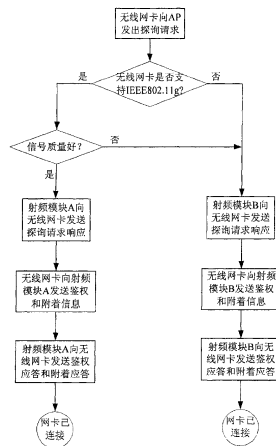 无线网卡向AP
发出探询请求
是
无线网卡是否支
持IEEE802.11g?
否
信号质量好?
否
是
射频模块A向
无线网卡发送
探询请求响应
射频模块B向
无线网卡发送
探询请求响应
无线网卡向射频
模块A发送鉴权
和附着信息
无线网卡向射频
模块B发送鉴权
和附着信息
射频模块A向无
线网卡发送鉴权
应答和附着应答
射频模块B向无
线网卡发送鉴权
应答和附着应答
网卡已
连接
网卡已
连接